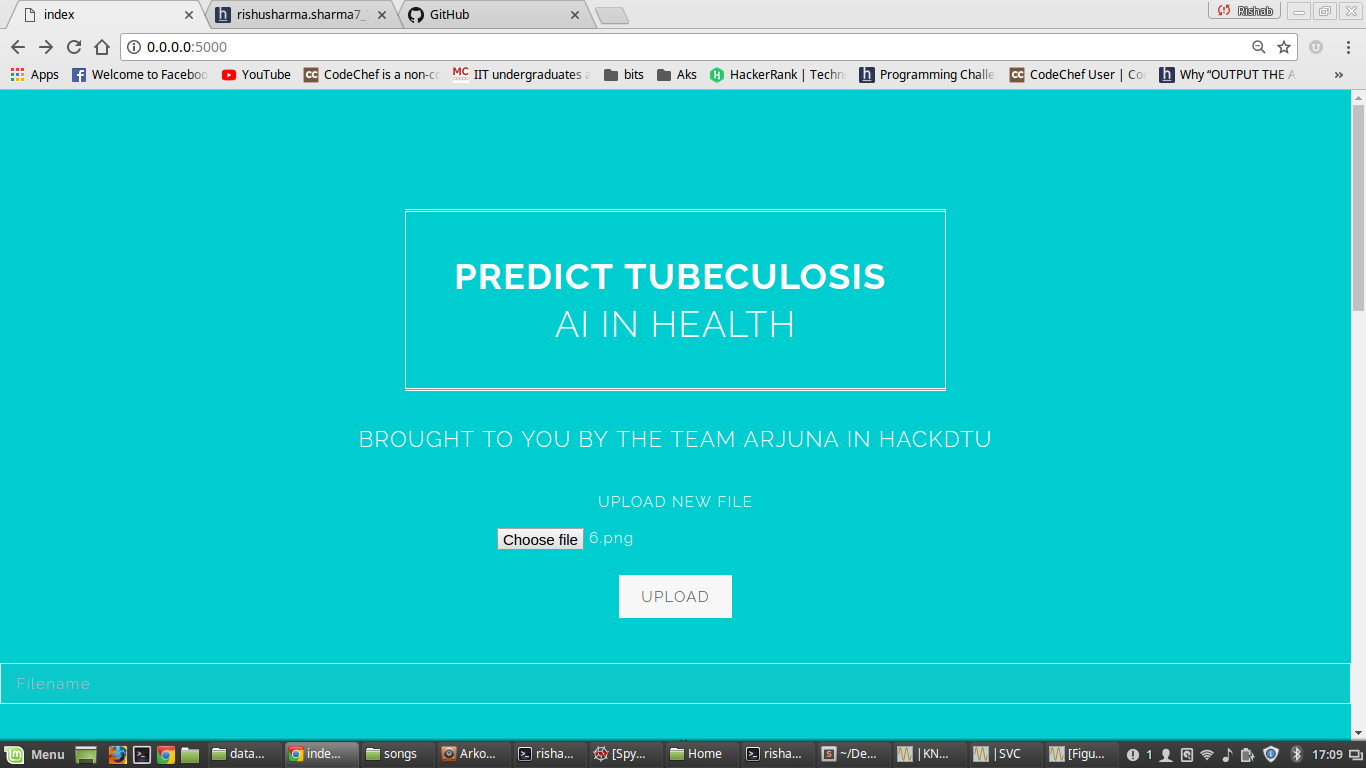 index
rishusharma.sharma7_
GitHub
Rishab
0.0.0.0:5000
Apps
Welcome to Faceboo
YouTube
CodeChef is a non-c
IIT undergraduates a
bits
Aks
HackerRank | Techn
Programming Challe
CodeChef User | Co
Why “OUTPUT THE A
»
PREDICT TUBECULOSIS
AI IN HEALTH
BROUGHT TO YOU BY THE TEAM ARJUNA IN HACKDTU
UPLOAD NEW FILE
Choose file 6.png
UPLOAD
Filename
Menu
data...
inde...
songs
Arko...
risha...
[Spy...
Home
risha...
~/De...
|KN...
|SVC
[Figu...
1
17:09